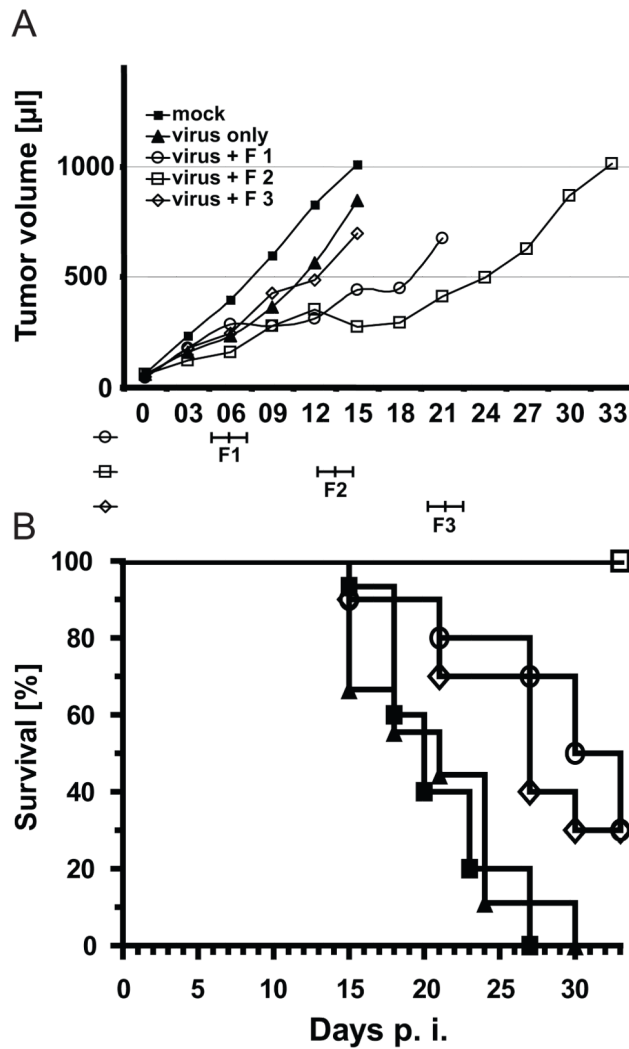 A
Tumor volume [µl]
1000
500
0
mock
virus only
virus + F 1
virus + F 2
virus + F 3
0 03 06 09 12 15 18 21 24 27 30 33
F1
F2
F3
B
Survival [%]
100
80
60
40
20
0
0 5 10 15 20 25 30
Days p. i.